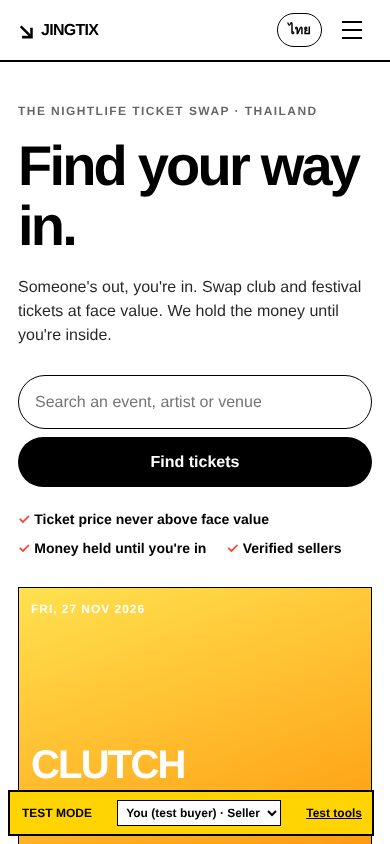 JINGTIX
ไทย
THE NIGHTLIFE TICKET SWAP · THAILAND
Find your way
in.
Someone's out, you're in. Swap club and festival
tickets at face value. We hold the money until
you're inside.
Search an event, artist or venue
Find tickets
Ticket price never above face value
Money held until you're in
Verified sellers
FRI, 27 NOV 2026
CLUTCH
TEST MODE
You (test buyer) · Seller
Test tools